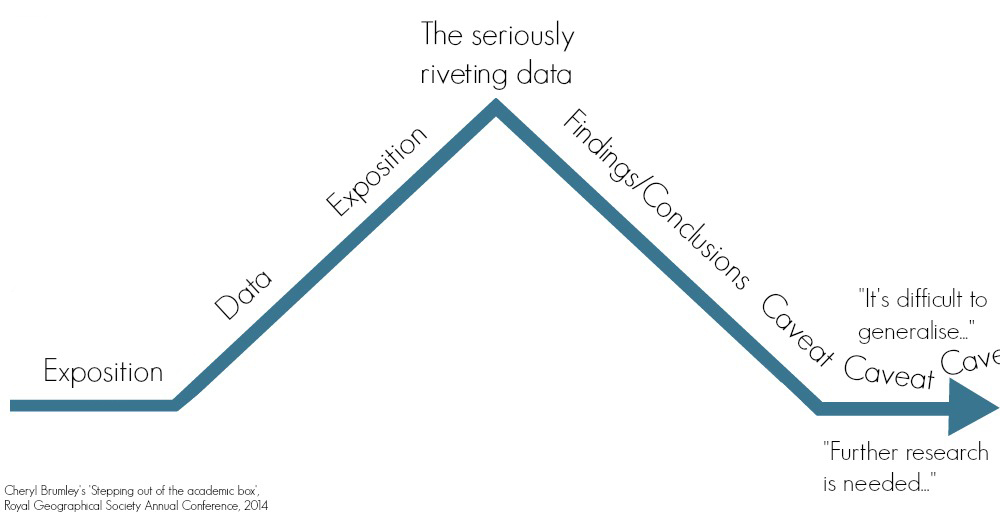 The seriously
riveting data
Exposition
Data
Exposition
Findings/Conclusions
Caveat
Caveat
Cave
"It's difficult to
generalise..."
"Further research
is needed..."
Cheryl Brumley's 'Stepping out of the academic box',
Royal Geographical Society Annual Conference, 2014